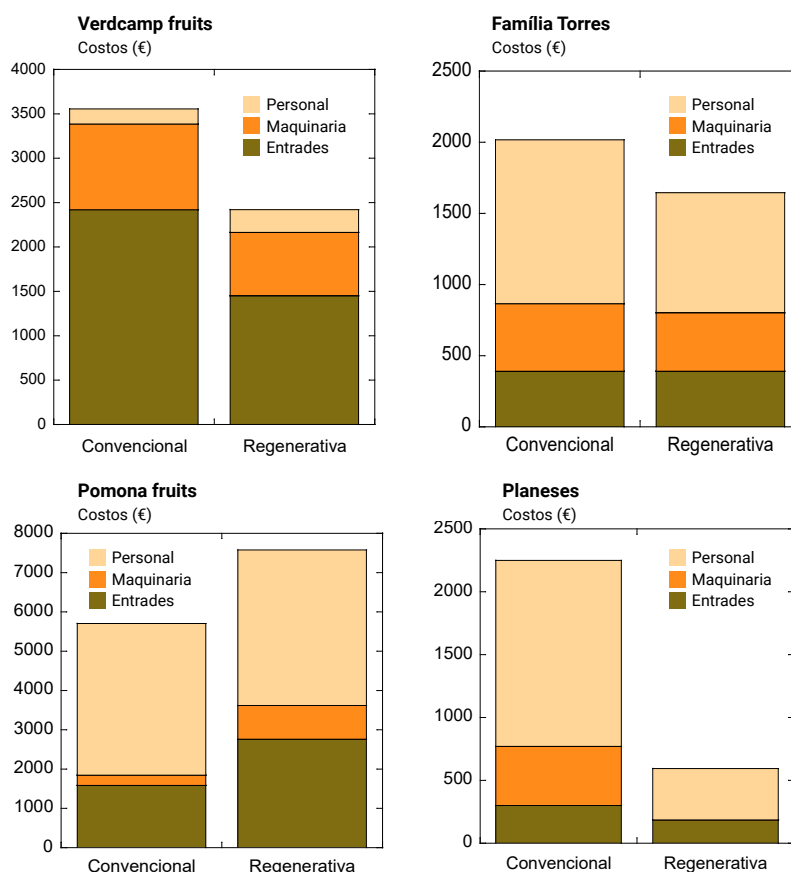 Verdcamp fruits
Costos (€)
4000
3500
3000
2500
2000
1500
1000
500
0
Personal
Maquinaria
Entrades
Convencional
Regenerativa
Família Torres
Costos (€)
2500
2000
1500
1000
500
0
Personal
Maquinaria
Entrades
Convencional
Regenerativa
Pomona fruits
Costos (€)
8000
7000
6000
5000
4000
3000
2000
1000
0
Personal
Maquinaria
Entrades
Convencional
Regenerativa
Planeses
Costos (€)
2500
2000
1500
1000
500
0
Personal
Maquinaria
Entrades
Convencional
Regenerativa